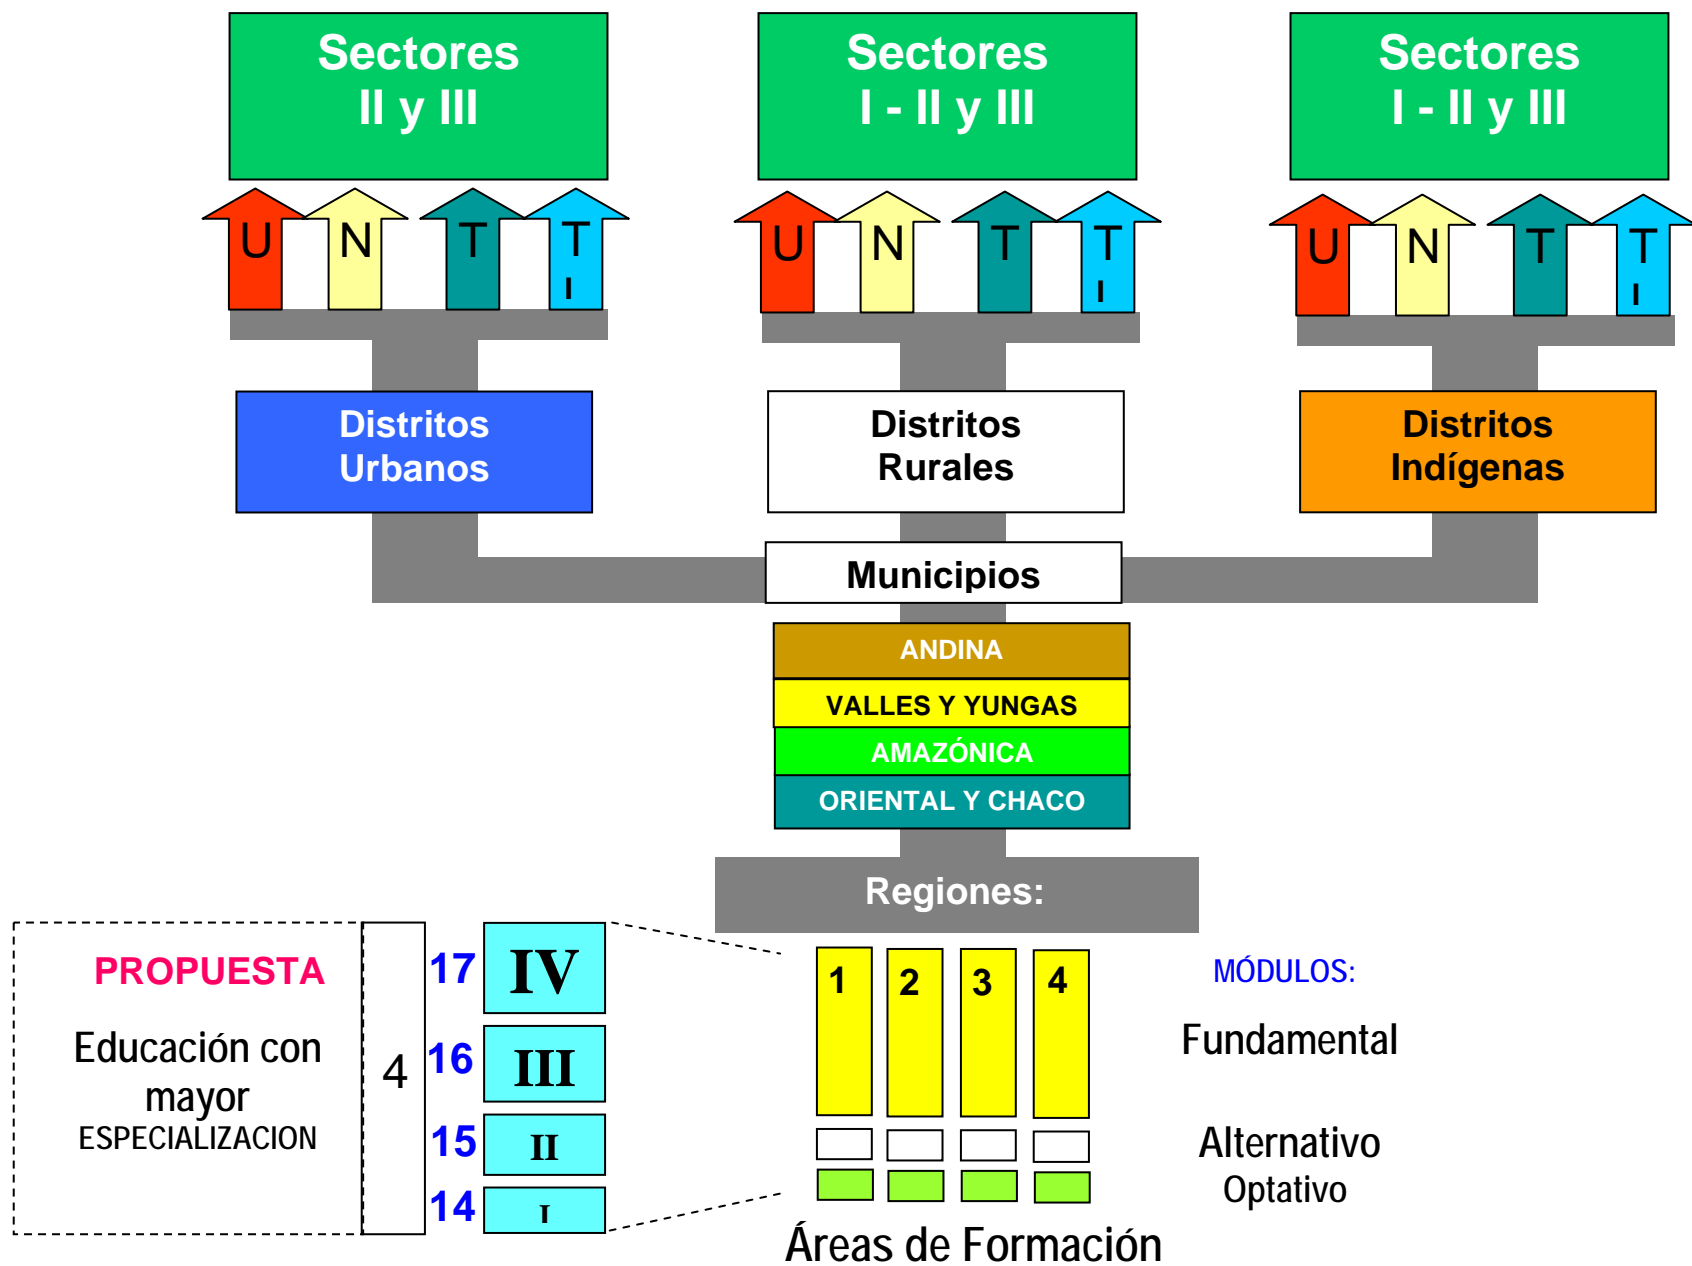 Sectores
II y III
Sectores
I - II y III
Sectores
I - II y III
U N T T
I
U N T T
I
U N T T
I
Distritos
Urbanos
Distritos
Rurales
Distritos
Indígenas
Municipios
ANDINA
VALLES Y YUNGAS
AMAZÓNICA
ORIENTAL Y CHACO
Regiones:
PROPUESTA
Educación con
mayor
ESPECIALIZACION
4
17 IV
16 III
15 II
14 I
1 2 3 4
MÓDULOS:
Fundamental
Alternativo
Optativo
Áreas de Formación